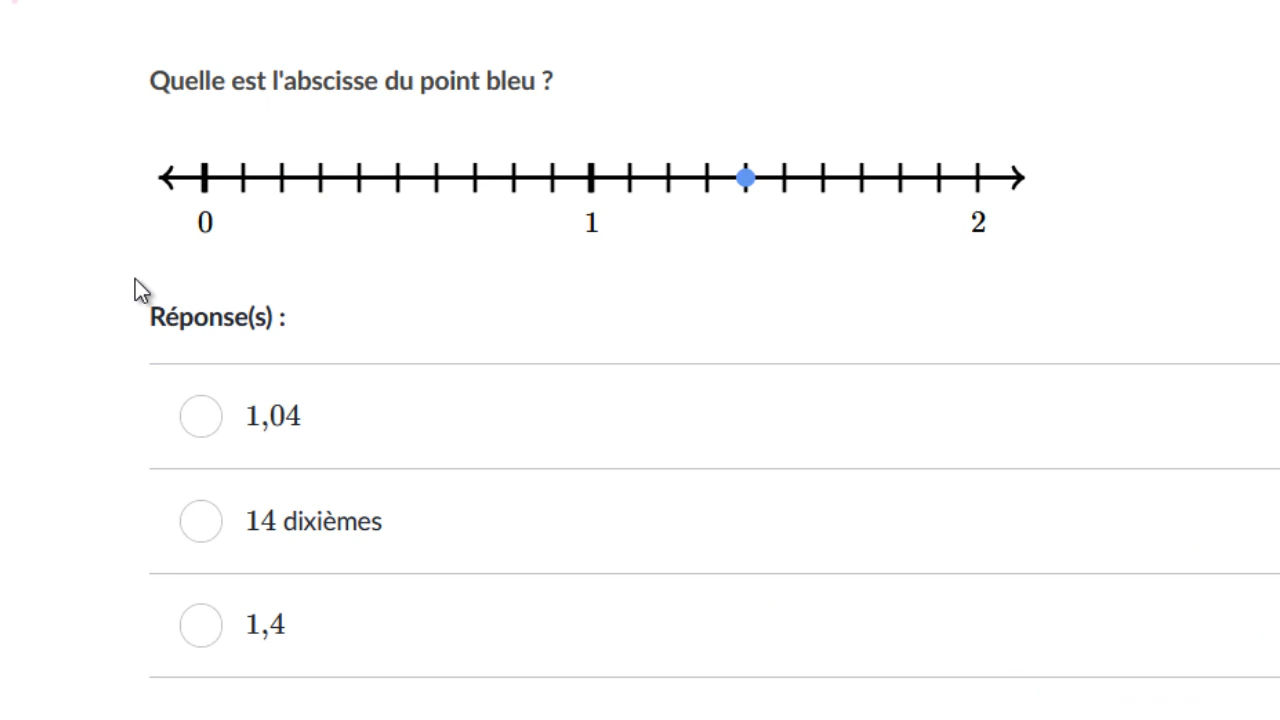 Quelle est l'abscisse du point bleu ?
0 1 2
Réponse(s) :
1,04
14 dixièmes
1,4